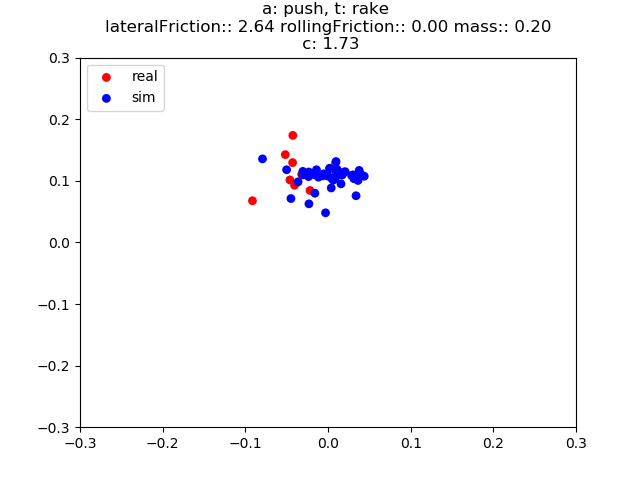 a: push, t: rake
lateralFriction:: 2.64 rollingFriction:: 0.00 mass:: 0.20
c: 1.73
real
sim
0.3
0.2
0.1
0.0
−0.1
−0.2
−0.3
−0.3
−0.2
−0.1
0.0
0.1
0.2
0.3